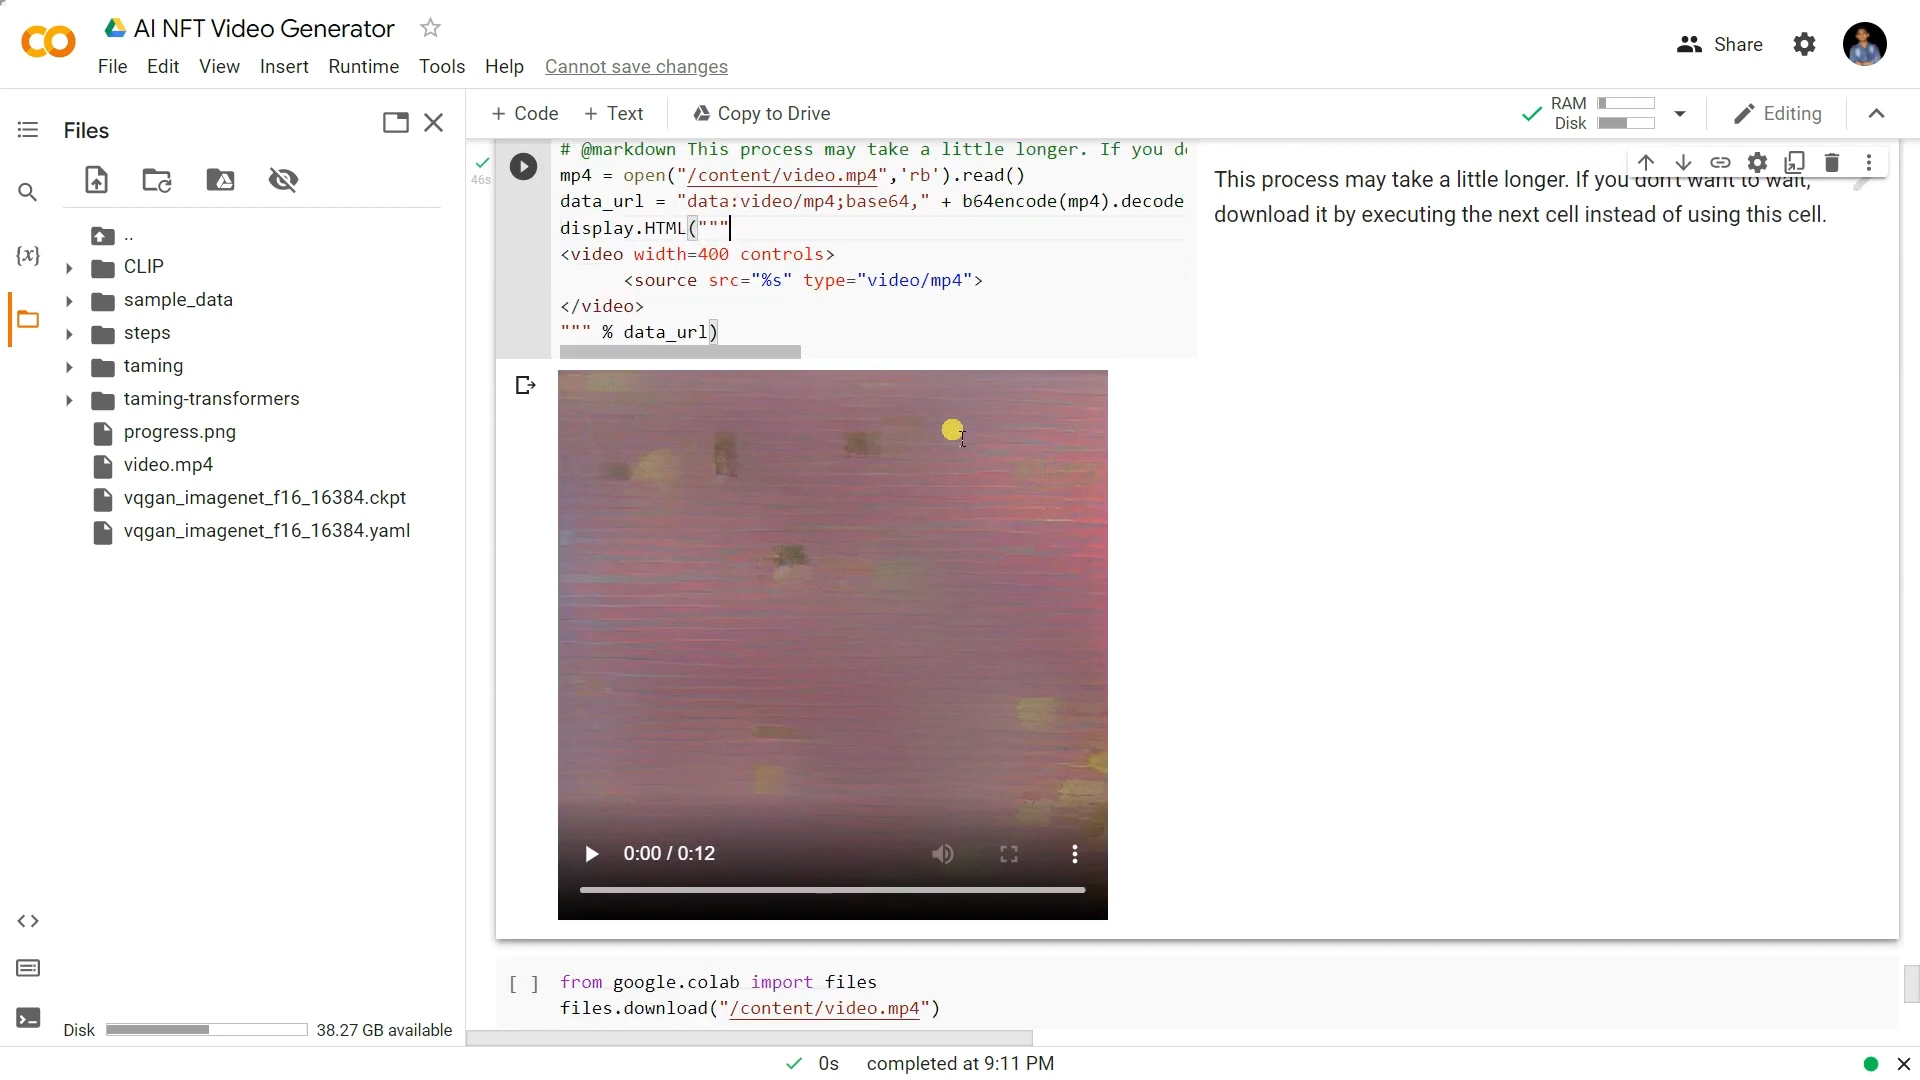 AI NFT Video Generator
File Edit View Insert Runtime Tools Help Cannot save changes
Share
Files
+ Code + Text Copy to Drive
RAM
Disk
Editing
..
CLIP
sample_data
steps
taming
taming-transformers
progress.png
video.mp4
vqgan_imagenet_f16_16384.ckpt
vqgan_imagenet_f16_16384.yaml
Disk 38.27 GB available
{x}
46s
# @markdown This process may take a little longer. If you d
mp4 = open("/content/video.mp4",'rb').read()
data_url = "data:video/mp4;base64," + b64encode(mp4).decode
display.HTML("""
<video width=400 controls>
<source src="%s" type="video/mp4">
</video>
""" % data_url)
This process may take a little longer. If you don't want to wait,
download it by executing the next cell instead of using this cell.
0:00 / 0:12
[ ] from google.colab import files
files.download("/content/video.mp4")
0s completed at 9:11 PM